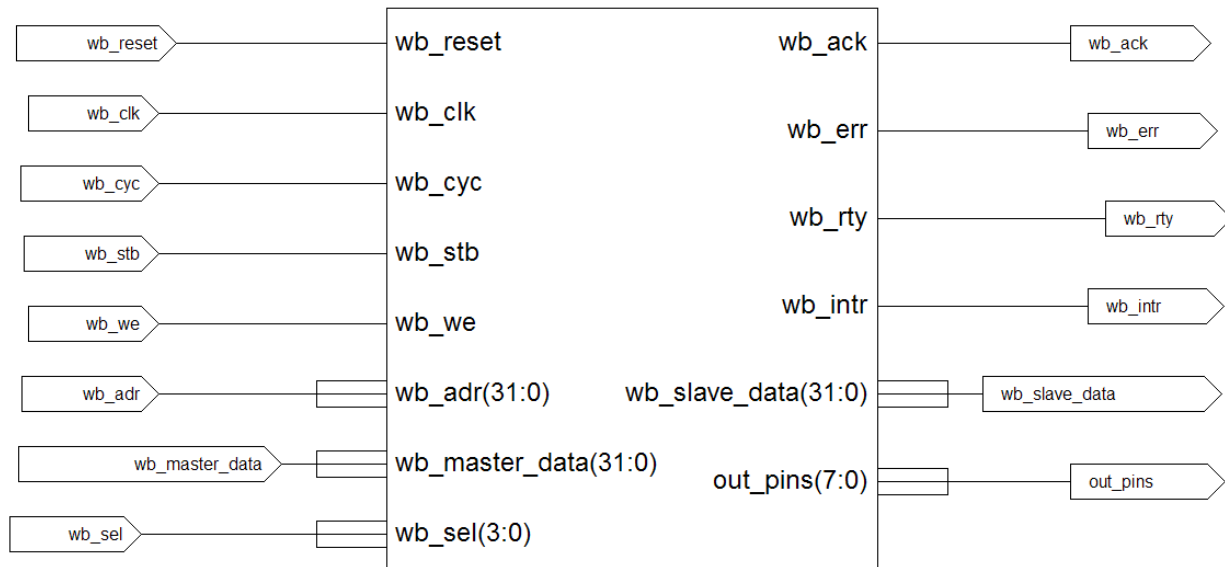 wb_reset wb_reset wb_ack wb_ack
wb_clk wb_clk
wb_err wb_err
wb_cyc wb_cyc
wb_rty wb_rty
wb_stb wb_stb
wb_intr wb_intr
wb_we wb_we
wb_adr wb_adr(31:0) wb_slave_data(31:0) wb_slave_data
wb_master_data wb_master_data(31:0)
out_pins(7:0) out_pins
wb_sel wb_sel(3:0)